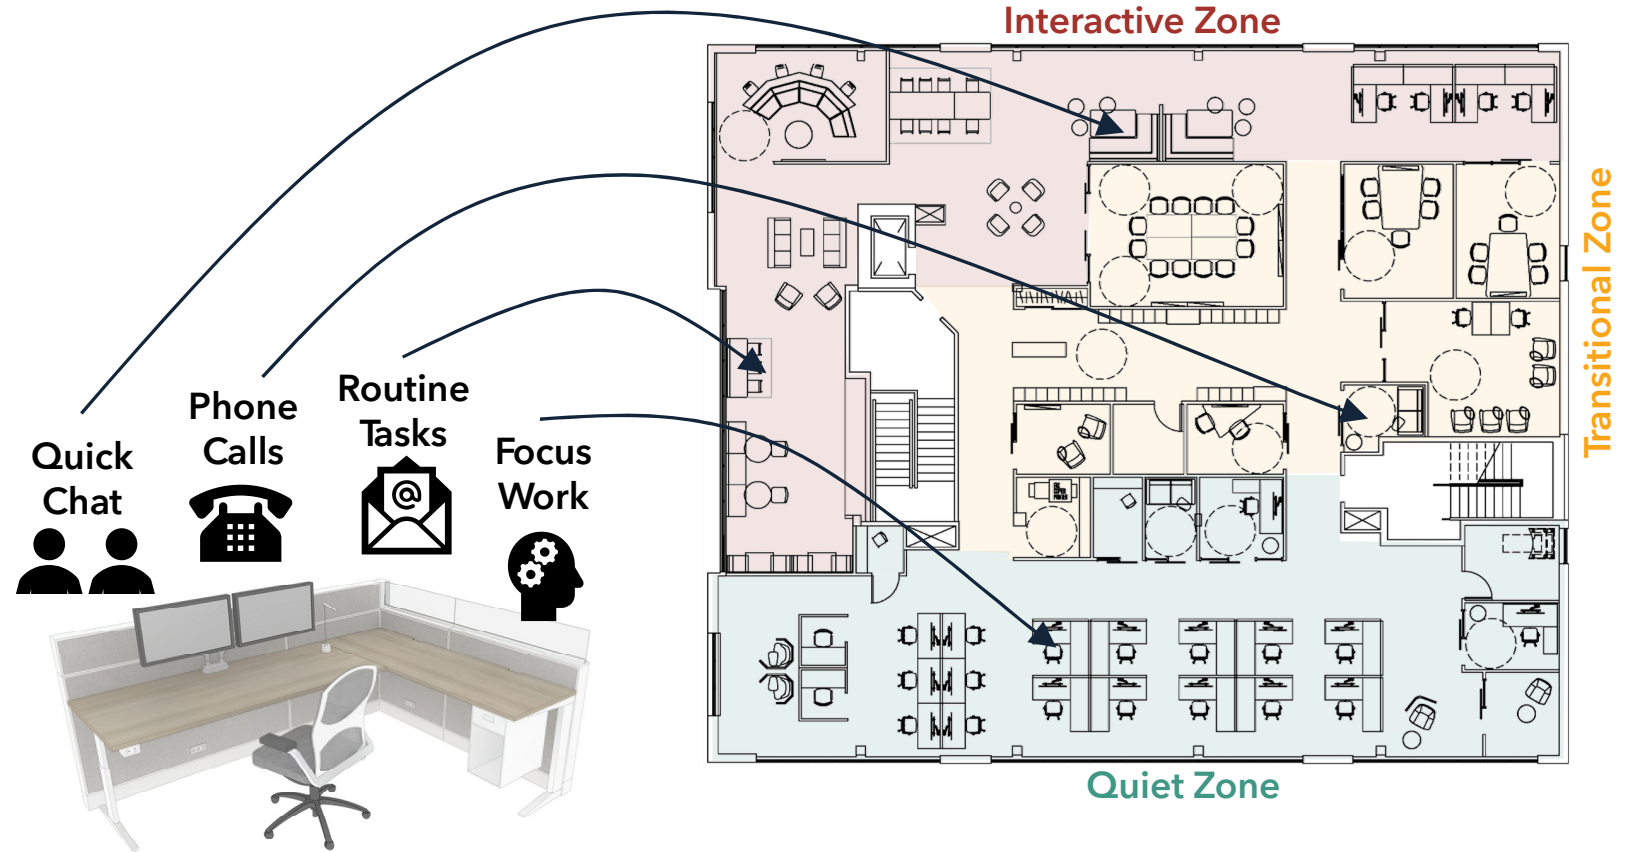 Interactive Zone
Transitional Zone
Quiet Zone
Quick
Chat
Phone
Calls
Routine
Tasks
@
Focus
Work